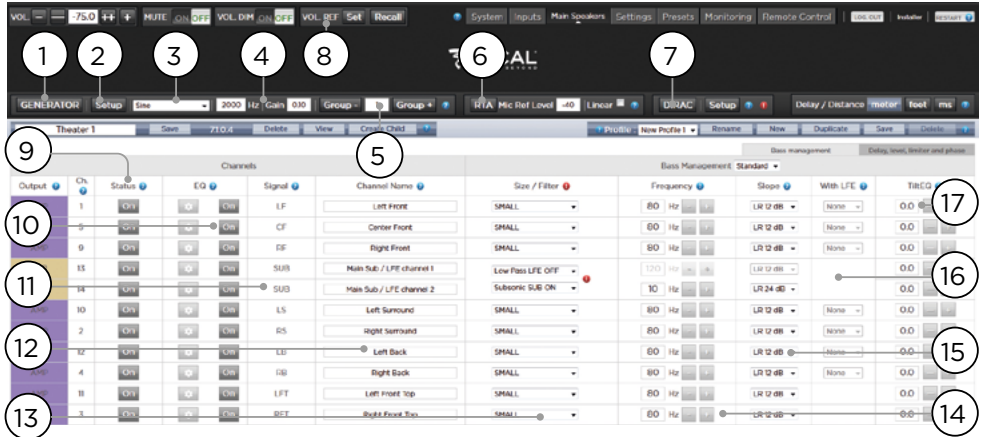 VOL. -75.0 ++ + MUTE ON OFF VOL. DIM ON OFF VOL. REF Set Recall System Inputs Main Speakers Settings Presets Monitoring Remote Control LOG OUT Installer RESTART
1 2 3 4 8 6 7
GENERATOR Setup Sine 2000 Hz Gain 0.10 Group - Group + RTA Mic Ref Level -40 Linear DIRAC Setup Delay / Distance meter feet ms
Theater 1 Save 7.1.0.4 Delete View Create Child Profile New Profile 1 Rename New Duplicate Save Delete
9 5
Bass management Delay, level, limiter and phase
Channels Bass Management Standard
Output Ch. Status EQ Signal Channel Name Size / Filter Frequency Slope With LFE TiltEQ
1 On On LF Left Front SMALL 80 Hz LR 12 dB None 0.0 17
10 On On CF Center Front SMALL 80 Hz LR 12 dB None 0.0
9 On On RF Right Front SMALL 80 Hz LR 12 dB None 0.0
13 On On SUB Main Sub / LFE channel 1 Low Pass LFE OFF 120 Hz LR 12 dB 0.0
11 14 On On SUB Main Sub / LFE channel 2 Subsonic SUB ON 10 Hz LR 24 dB 0.0 16
10 On On LS Left Surround SMALL 80 Hz LR 12 dB None 0.0
2 On On RS Right Surround SMALL 80 Hz LR 12 dB None 0.0
12 12 On On LB Left Back SMALL 80 Hz LR 12 dB None 0.0 15
AMP 4 On On RB Right Back SMALL 80 Hz LR 12 dB None 0.0
11 On On LFT Left Front Top SMALL 80 Hz LR 12 dB 0.0
13 3 On On RFT Right Front Top SMALL 80 Hz LR 12 dB 0.0 14